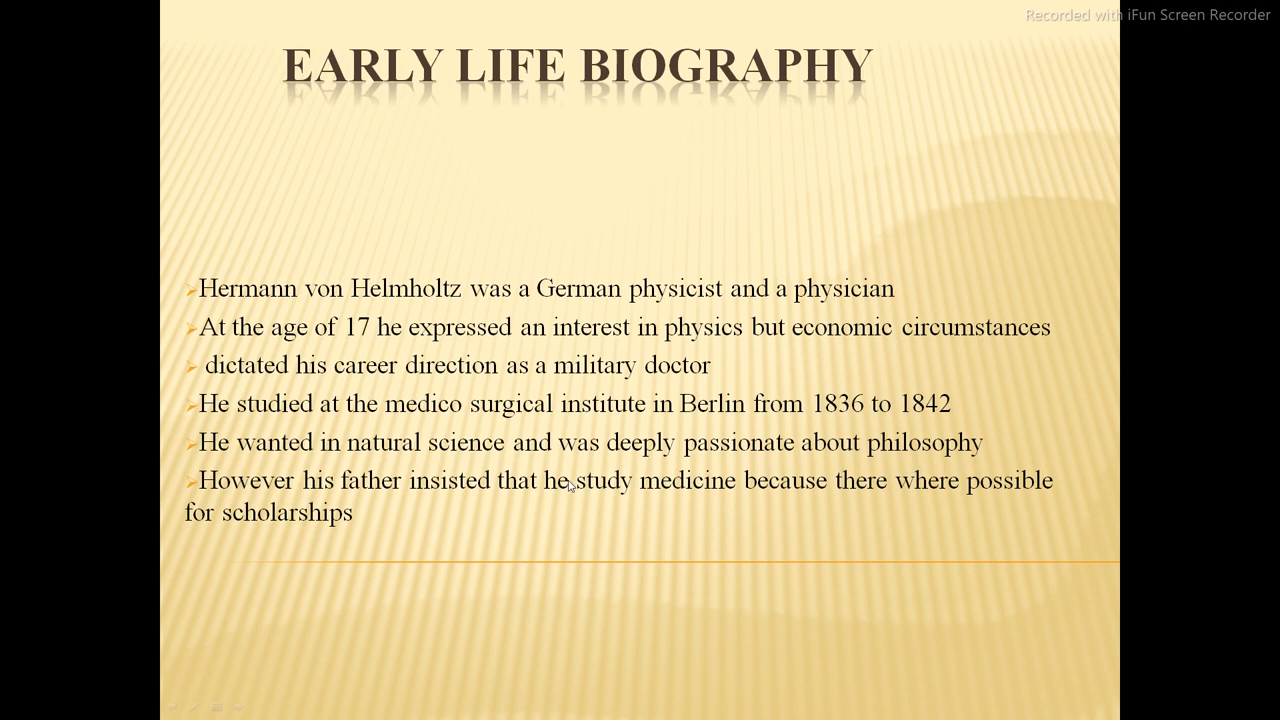 Recorded with iFun Screen Recorder
EARLY LIFE BIOGRAPHY
Hermann von Helmholtz was a German physicist and a physician
At the age of 17 he expressed an interest in physics but economic circumstances
dictated his career direction as a military doctor
He studied at the medico surgical institute in Berlin from 1836 to 1842
He wanted in natural science and was deeply passionate about philosophy
However his father insisted that he study medicine because there where possible
for scholarships